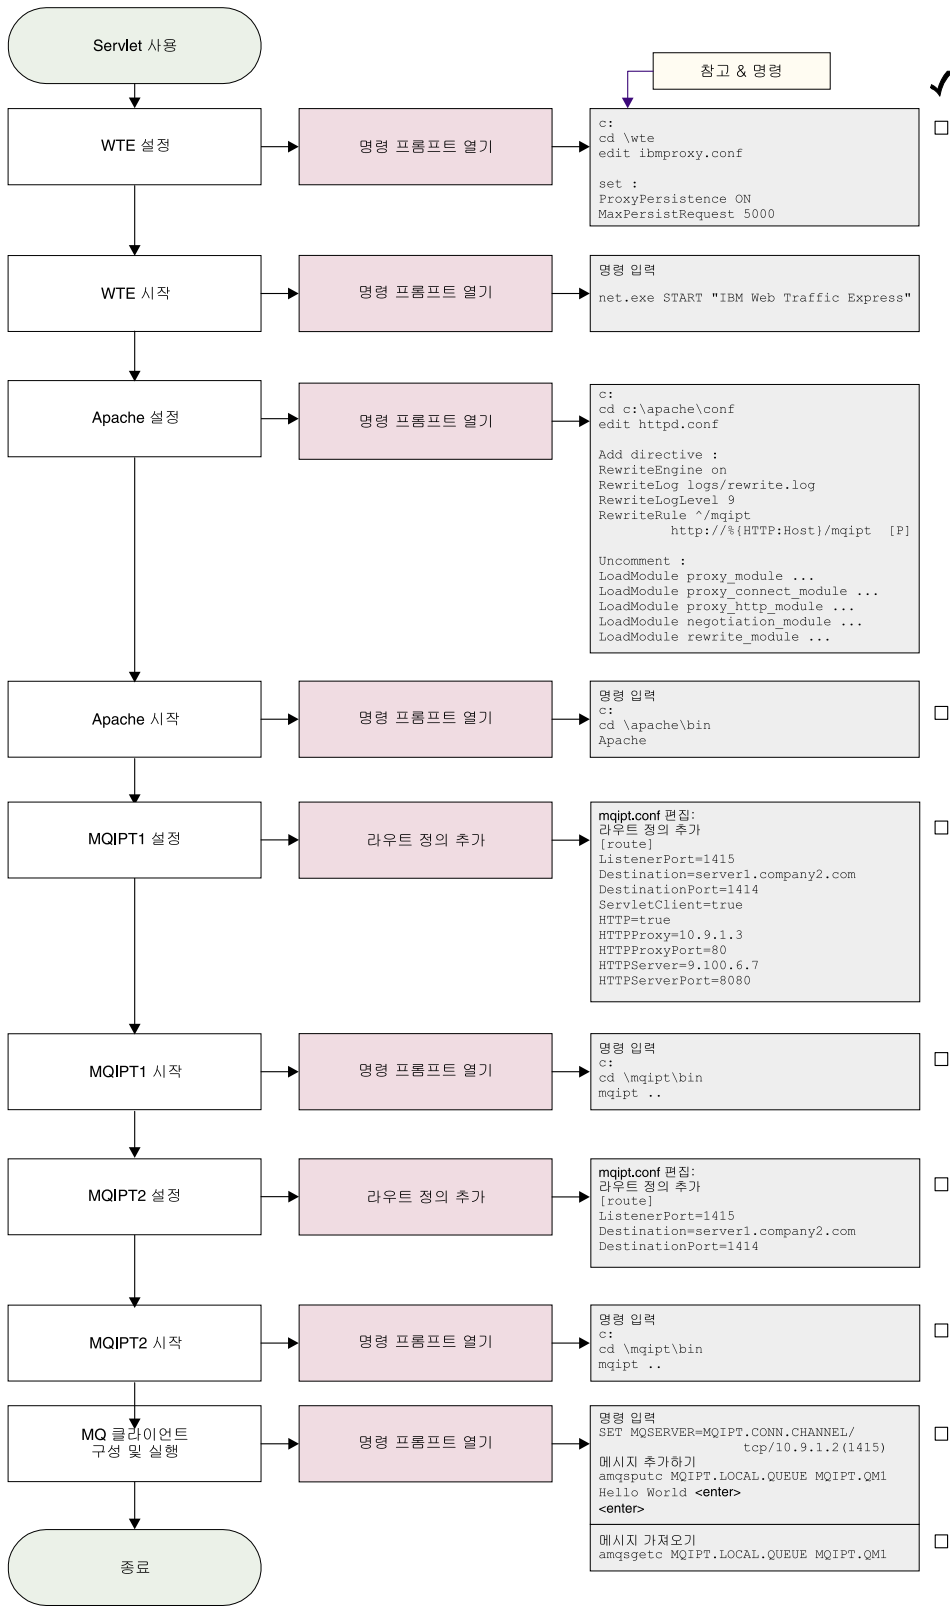 Servlet 사용
참고 & 명령
WTE 설정
명령 프롬프트 열기
c:
cd \wte
edit ibmproxy.conf
set :
ProxyPersistence ON
MaxPersistRequest 5000
WTE 시작
명령 프롬프트 열기
명령 입력
net.exe START "IBM Web Traffic Express"
Apache 설정
명령 프롬프트 열기
c:
cd c:\apache\conf
edit httpd.conf
Add directive :
RewriteEngine on
RewriteLog logs/rewrite.log
RewriteLogLevel 9
RewriteRule ^/mqipt
http://%{HTTP:Host}/mqipt [P]
Uncomment :
LoadModule proxy_module ...
LoadModule proxy_connect_module ...
LoadModule proxy_http_module ...
LoadModule negotiation_module ...
LoadModule rewrite_module ...
Apache 시작
명령 프롬프트 열기
명령 입력
c:
cd \apache\bin
Apache
MQIPT1 설정
라우트 정의 추가
mqipt.conf 편집:
라우트 정의 추가
[route]
ListenerPort=1415
Destination=server1.company2.com
DestinationPort=1414
ServletClient=true
HTTP=true
HTTPProxy=10.9.1.3
HTTPProxyPort=80
HTTPServer=9.100.6.7
HTTPServerPort=8080
MQIPT1 시작
명령 프롬프트 열기
명령 입력
c:
cd \mqipt\bin
mqipt ..
MQIPT2 설정
라우트 정의 추가
mqipt.conf 편집:
라우트 정의 추가
[route]
ListenerPort=1415
Destination=server1.company2.com
DestinationPort=1414
MQIPT2 시작
명령 프롬프트 열기
명령 입력
c:
cd \mqipt\bin
mqipt ..
MQ 클라이언트
구성 및 실행
명령 프롬프트 열기
명령 입력
SET MQSERVER=MQIPT.CONN.CHANNEL/
tcp/10.9.1.2(1415)
메시지 추가하기
amqsputc MQIPT.LOCAL.QUEUE MQIPT.QM1
Hello World <enter>
<enter>
메시지 가져오기
amqsgetc MQIPT.LOCAL.QUEUE MQIPT.QM1
종료